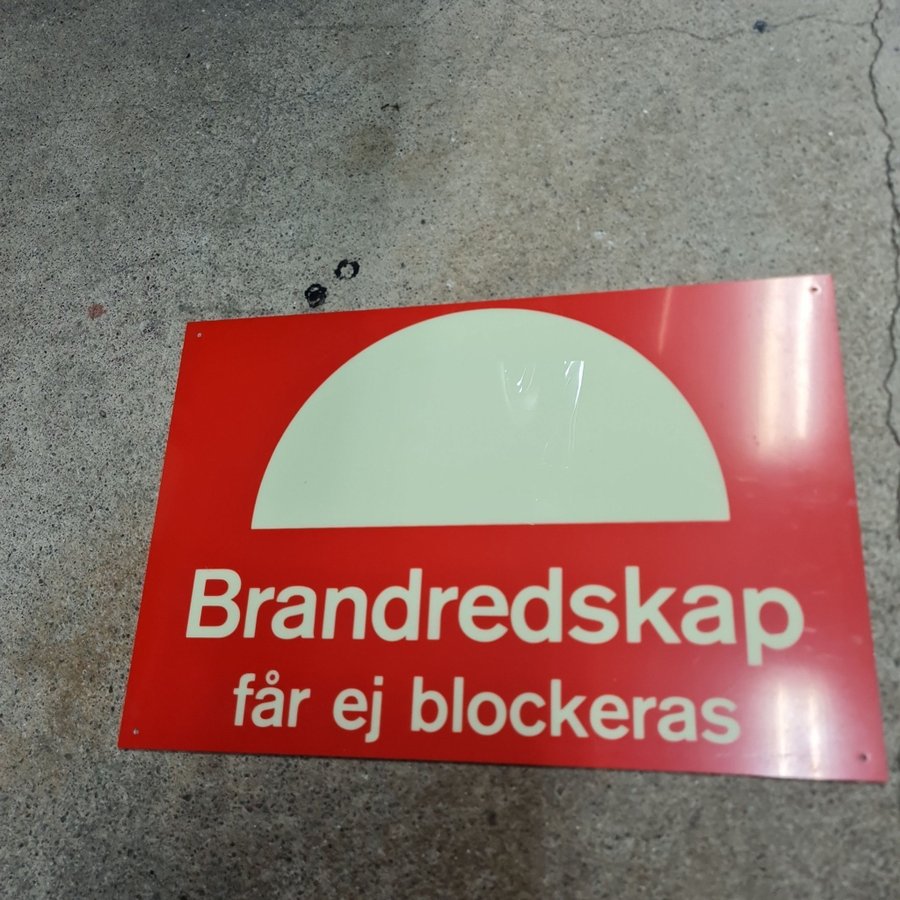 Brandredskap
får ej blockeras